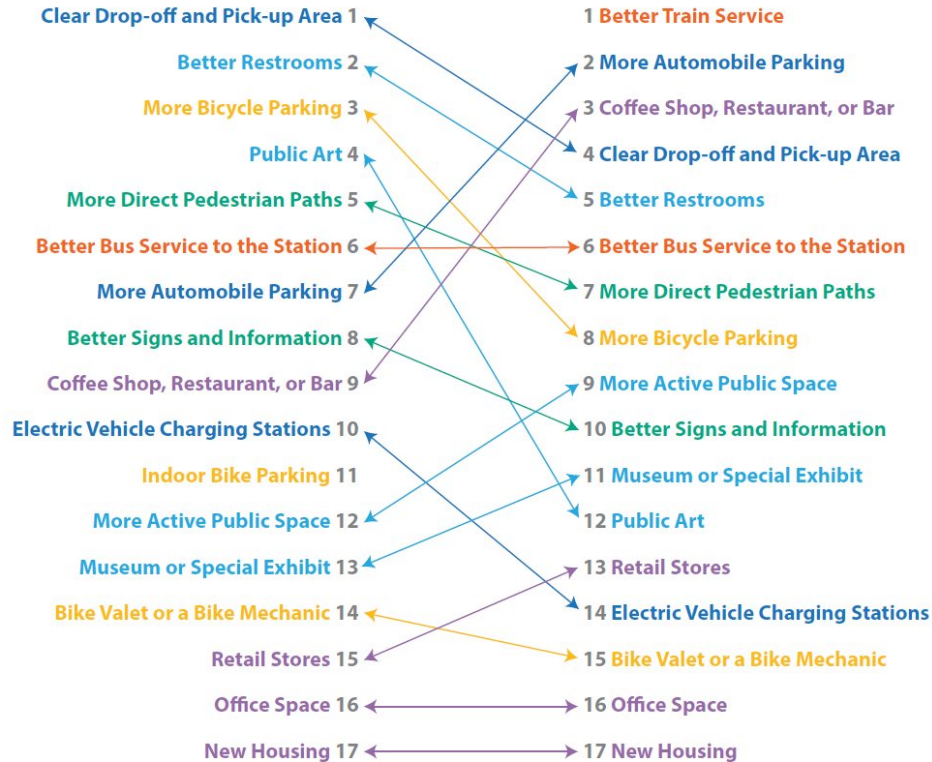 Clear Drop-off and Pick-up Area 1
1 Better Train Service
Better Restrooms 2
2 More Automobile Parking
More Bicycle Parking 3
3 Coffee Shop, Restaurant, or Bar
Public Art 4
4 Clear Drop-off and Pick-up Area
More Direct Pedestrian Paths 5
5 Better Restrooms
Better Bus Service to the Station 6
6 Better Bus Service to the Station
More Automobile Parking 7
7 More Direct Pedestrian Paths
Better Signs and Information 8
8 More Bicycle Parking
Coffee Shop, Restaurant, or Bar 9
9 More Active Public Space
Electric Vehicle Charging Stations 10
10 Better Signs and Information
Indoor Bike Parking 11
11 Museum or Special Exhibit
More Active Public Space 12
12 Public Art
Museum or Special Exhibit 13
13 Retail Stores
Bike Valet or a Bike Mechanic 14
14 Electric Vehicle Charging Stations
Retail Stores 15
15 Bike Valet or a Bike Mechanic
Office Space 16
16 Office Space
New Housing 17
17 New Housing